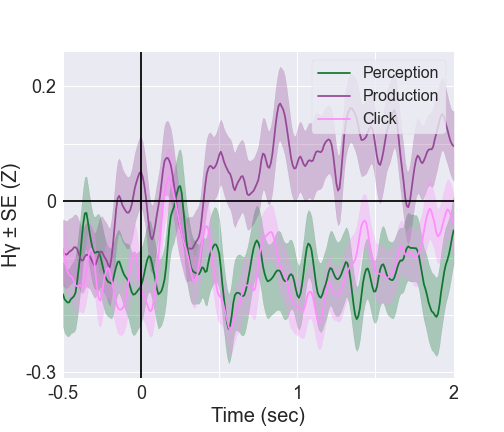 Perception
Production
Click
0.2
0
-0.3
Hγ ± SE (Z)
-0.5
0
1
2
Time (sec)